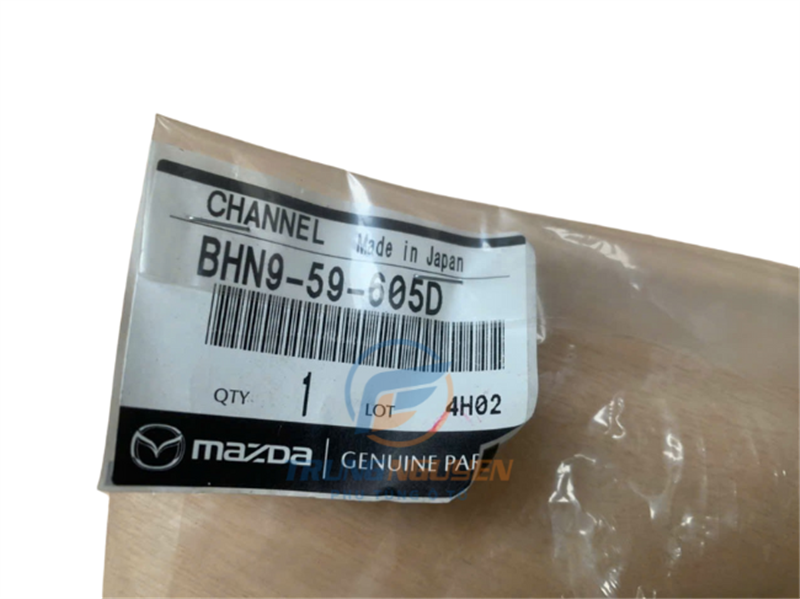 CHANNEL Made in Japan
BHN9-59-605D
QTY 1 LOT 4H02
mazda GENUINE PAR